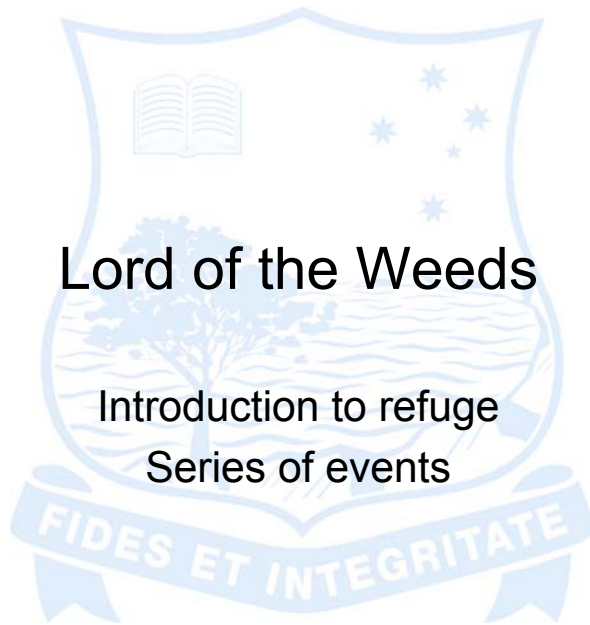 Lord of the Weeds
Introduction to refuge
Series of events
FIDES ET INTEGRITATE